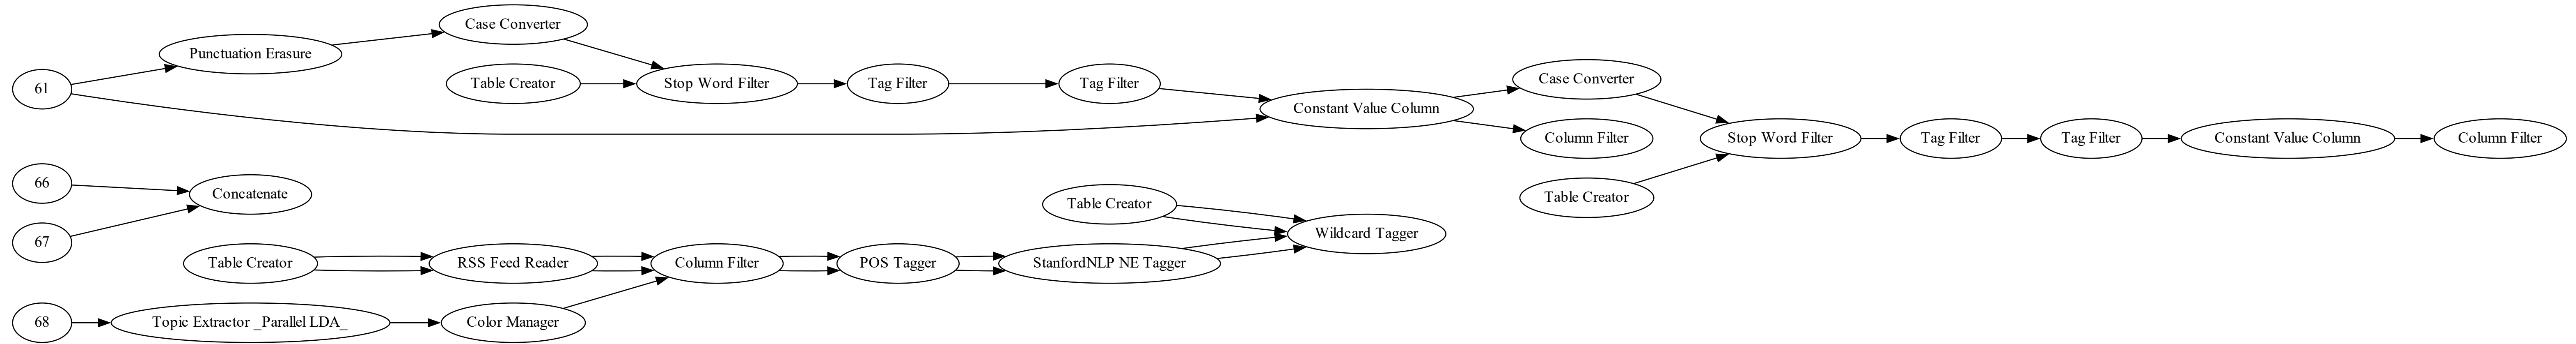 61
Punctuation Erasure
Case Converter
Table Creator
Stop Word Filter
Tag Filter
Tag Filter
Constant Value Column
Case Converter
Column Filter
Table Creator
Stop Word Filter
Tag Filter
Tag Filter
Constant Value Column
Column Filter
66
67
Concatenate
Table Creator
RSS Feed Reader
Column Filter
POS Tagger
StanfordNLP NE Tagger
Table Creator
Wildcard Tagger
68
Topic Extractor _Parallel LDA_
Color Manager